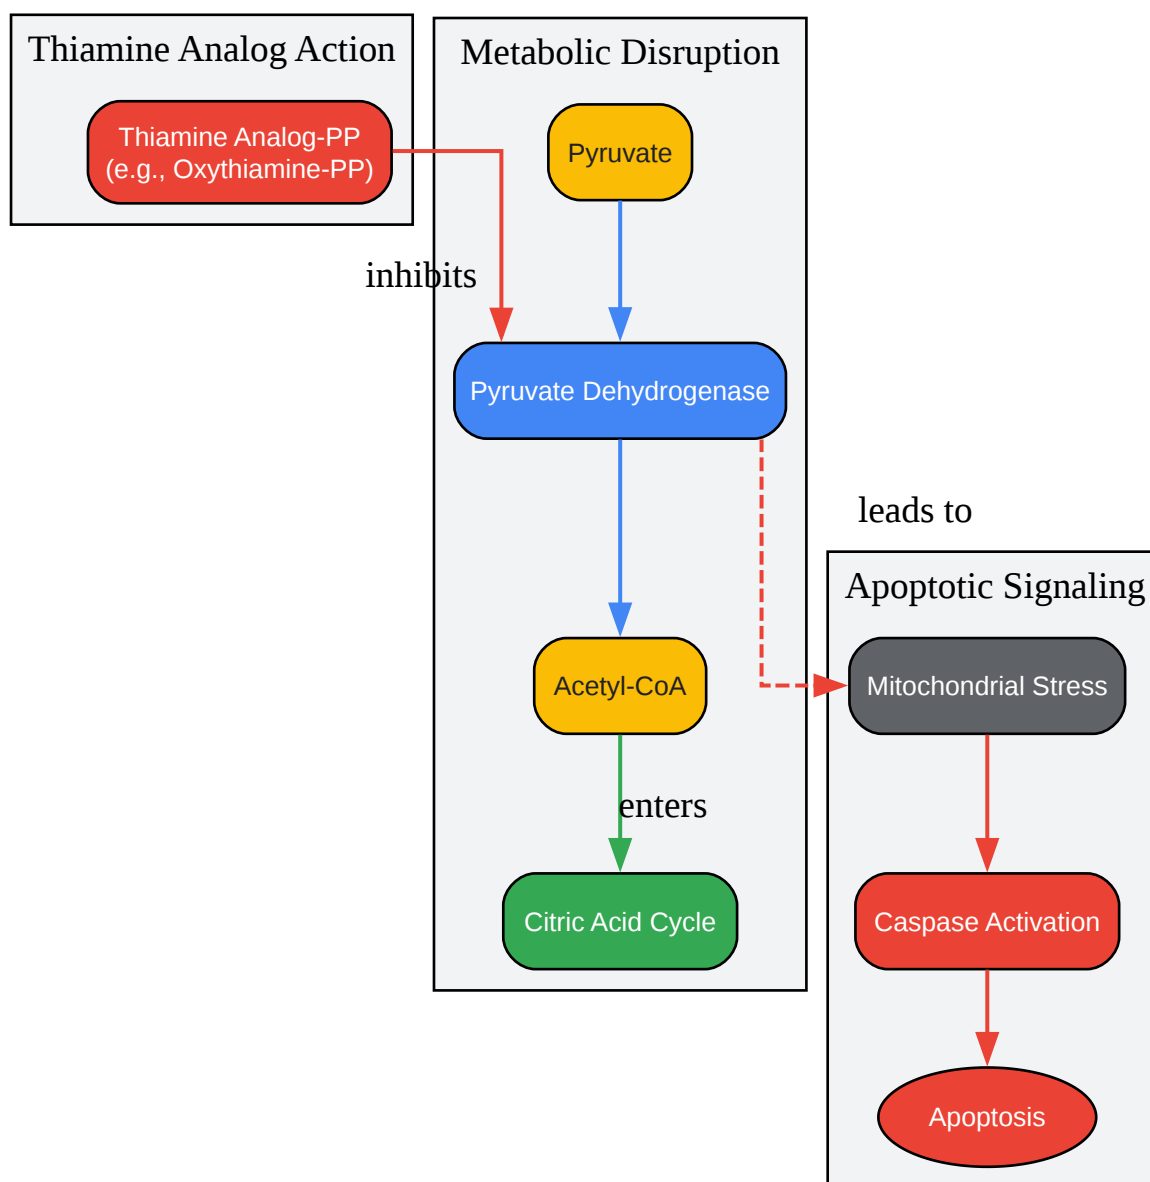 Thiamine Analog Action
Thiamine Analog-PP
(e.g., Oxythiamine-PP)
Metabolic Disruption
Pyruvate
inhibits
Pyruvate Dehydrogenase
leads to
Acetyl-CoA
enters
Citric Acid Cycle
Apoptotic Signaling
Mitochondrial Stress
Caspase Activation
Apoptosis